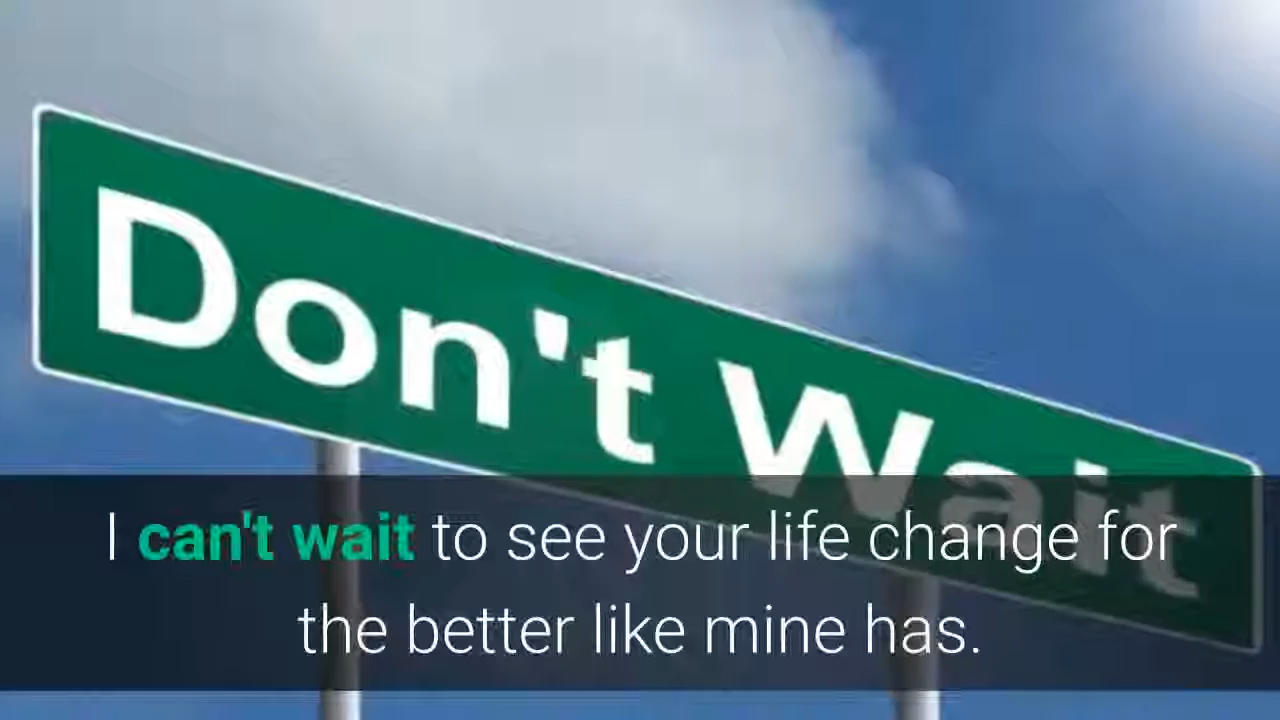 Don't Wait
I can't wait to see your life change for
the better like mine has.